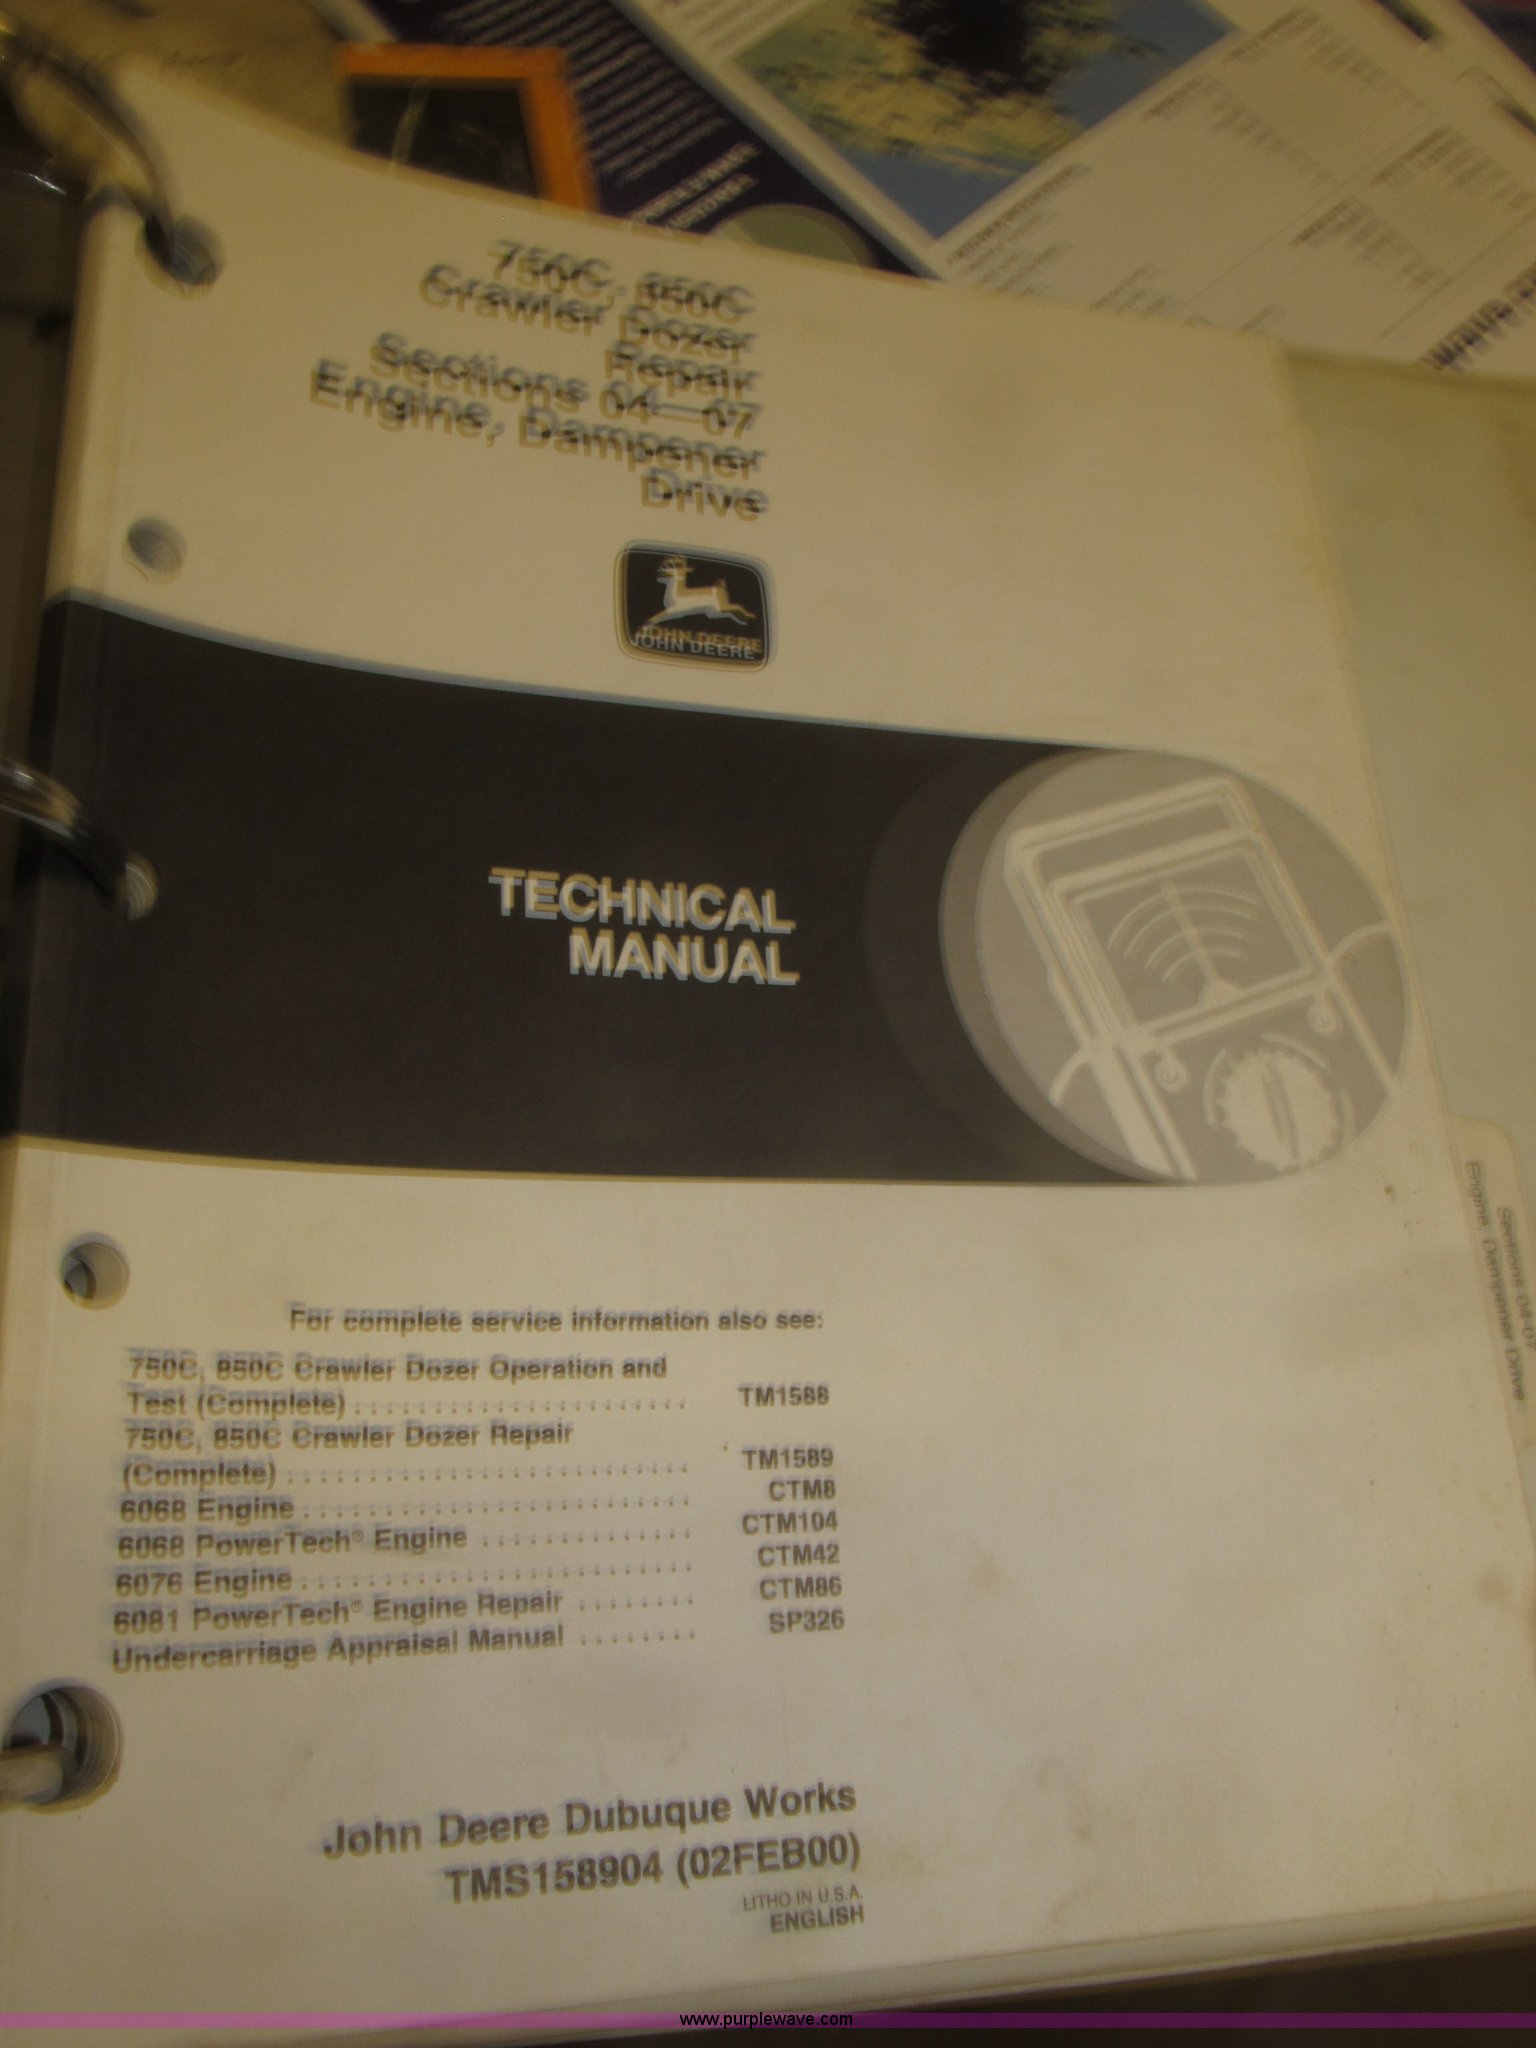 750C, 850C
Crawler Dozer
Repair
Sections 04—07
Engine, Dampener
Drive
JOHN DEERE
TECHNICAL
MANUAL
For complete service information also see:
750C, 850C Crawler Dozer Operation and
Test (Complete) . . . . . . . . . . . . . . . . . . . . . . . . . TM1588
750C, 850C Crawler Dozer Repair
(Complete) . . . . . . . . . . . . . . . . . . . . . . . . . . . . . . TM1589
6068 Engine . . . . . . . . . . . . . . . . . . . . . . . . . . . . . CTM8
6068 PowerTech® Engine . . . . . . . . . . . . . . . . CTM104
6076 Engine . . . . . . . . . . . . . . . . . . . . . . . . . . . . . CTM42
6081 PowerTech® Engine Repair . . . . . . . . CTM86
Undercarriage Appraisal Manual . . . . . . . . SP326
John Deere Dubuque Works
TMS158904 (02FEB00)
LITHO IN U.S.A.
ENGLISH
Sections 04-07
Engine, Dampener Drive
www.purplewave.com